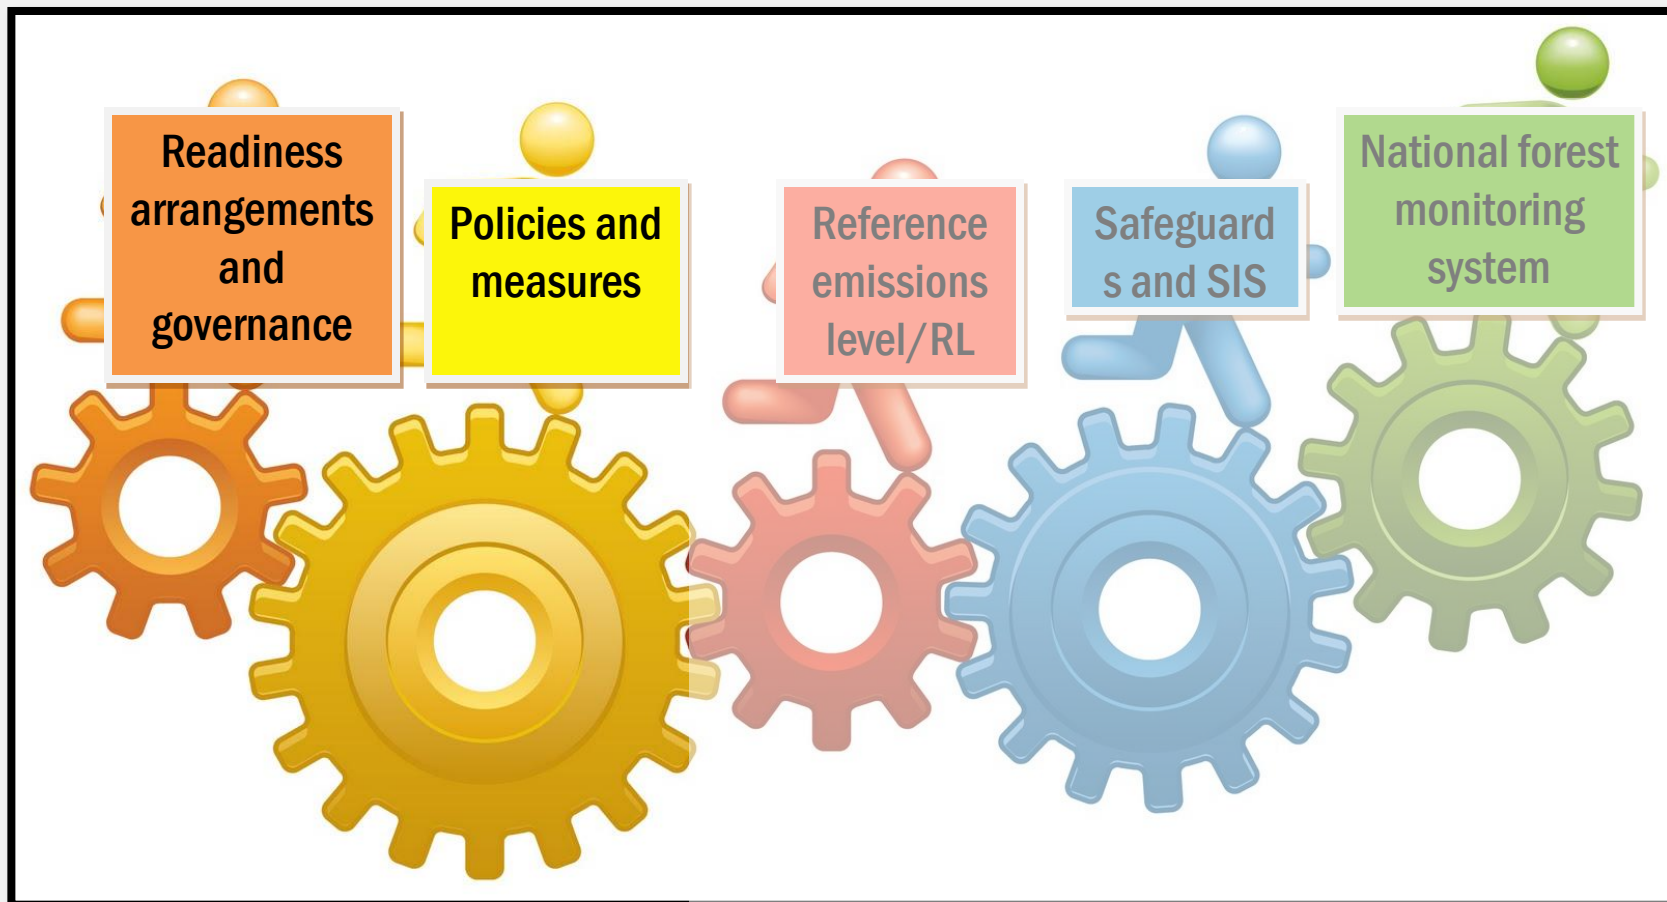 Readiness
arrangements
and
governance
Policies and
measures
Reference
emissions
level/RL
Safeguard
s and SIS
National forest
monitoring
system